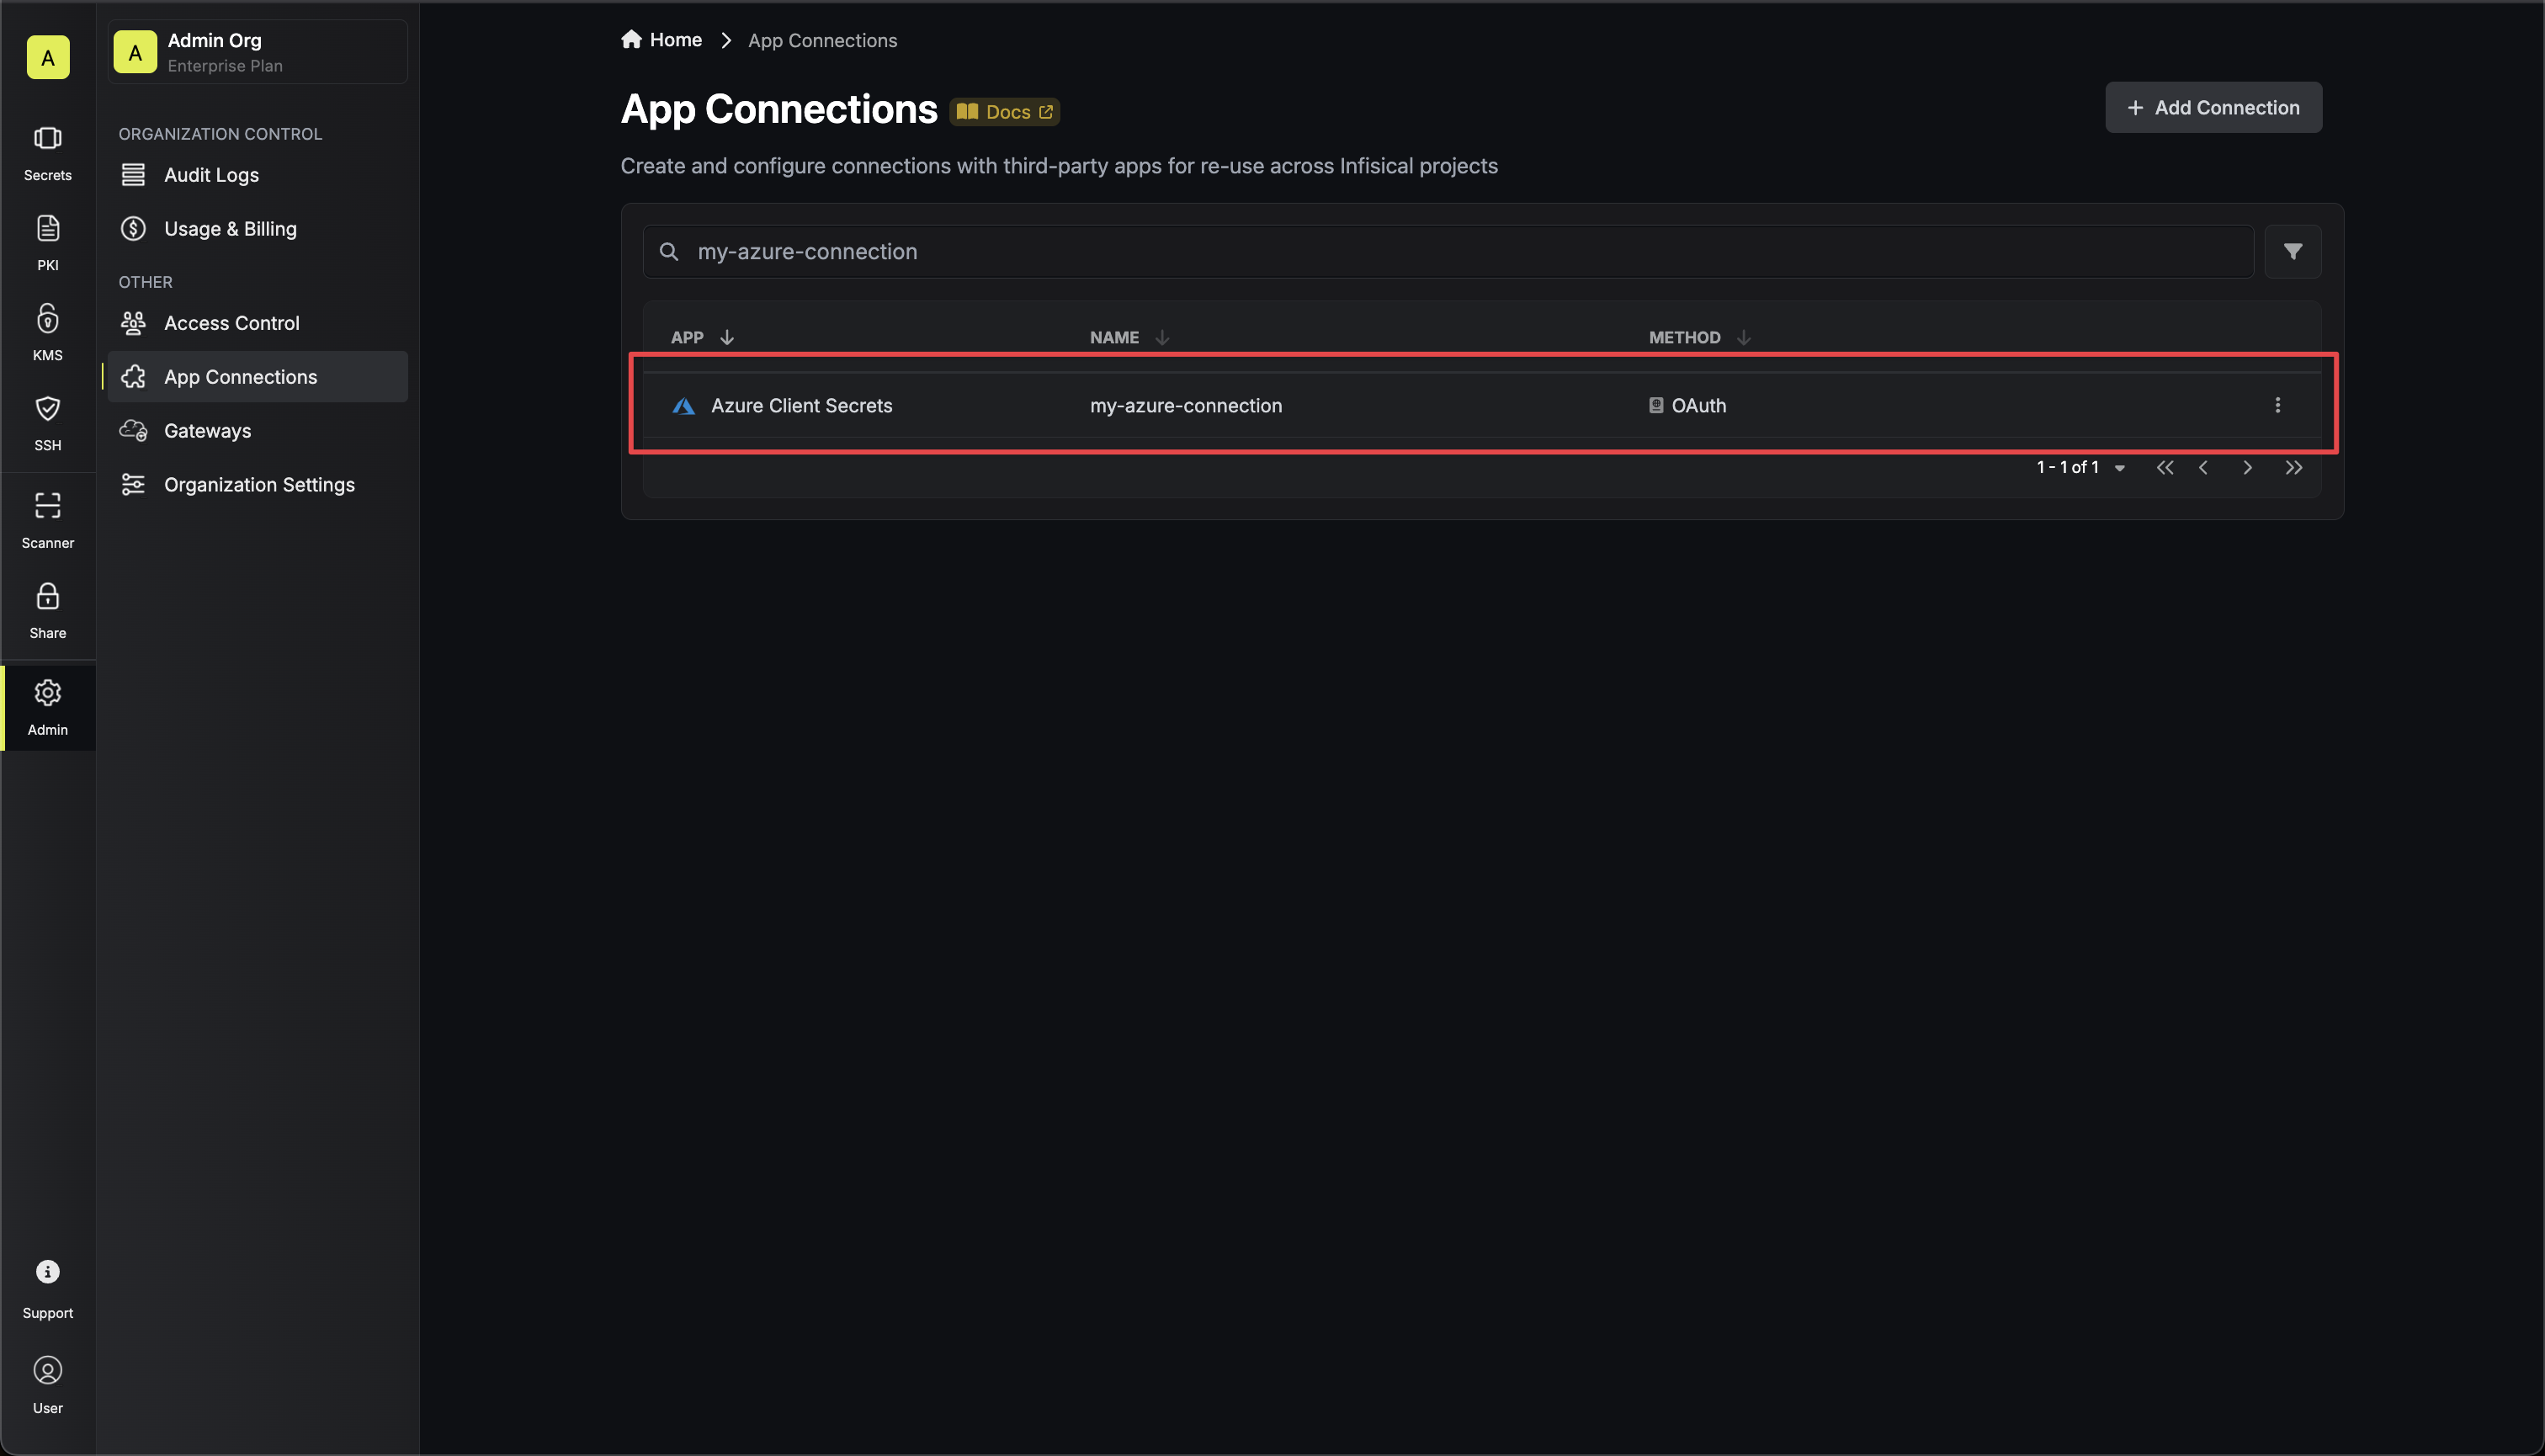 A
Secrets
PKI
KMS
SSH
Scanner
Share
Admin
Support
User
A
Admin Org
Enterprise Plan
ORGANIZATION CONTROL
Audit Logs
Usage & Billing
OTHER
Access Control
App Connections
Gateways
Organization Settings
Home > App Connections
App Connections Docs
+ Add Connection
Create and configure connections with third-party apps for re-use across Infisical projects
my-azure-connection
APP NAME METHOD
Azure Client Secrets my-azure-connection OAuth
1 - 1 of 1